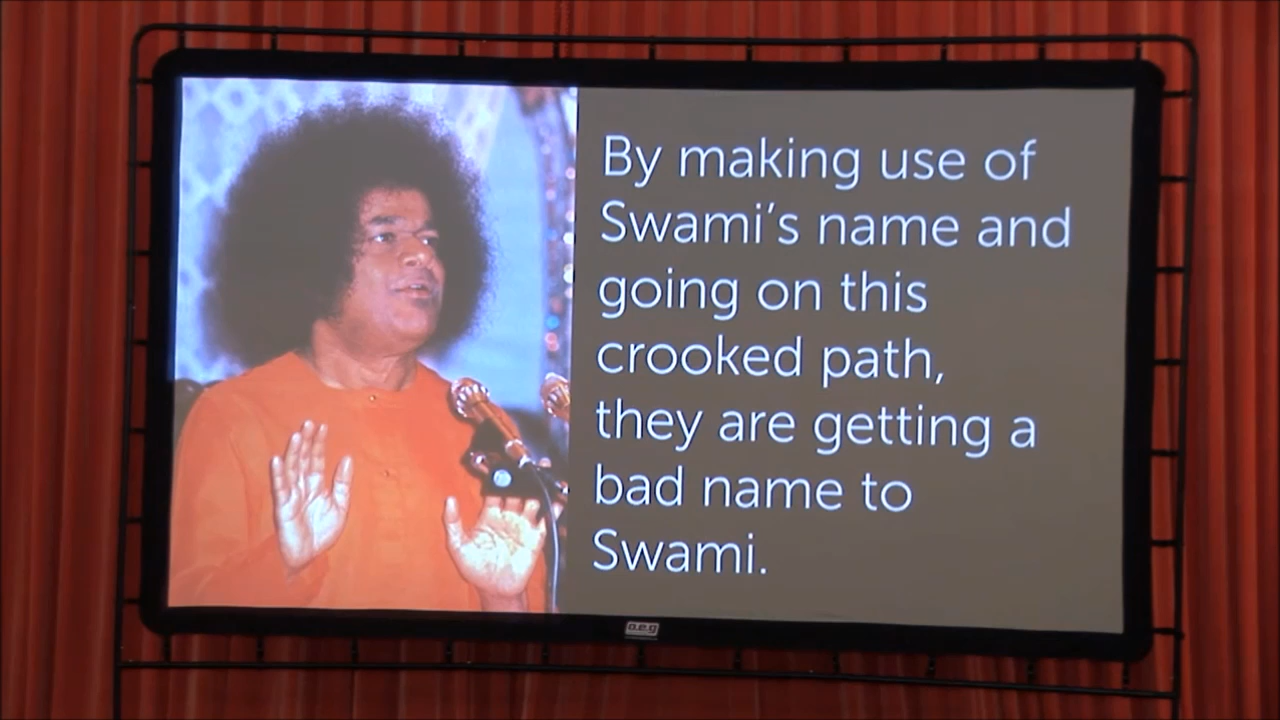 By making use of
Swami's name and
going on this
crooked path,
they are getting a
bad name to
Swami.
a.e.g